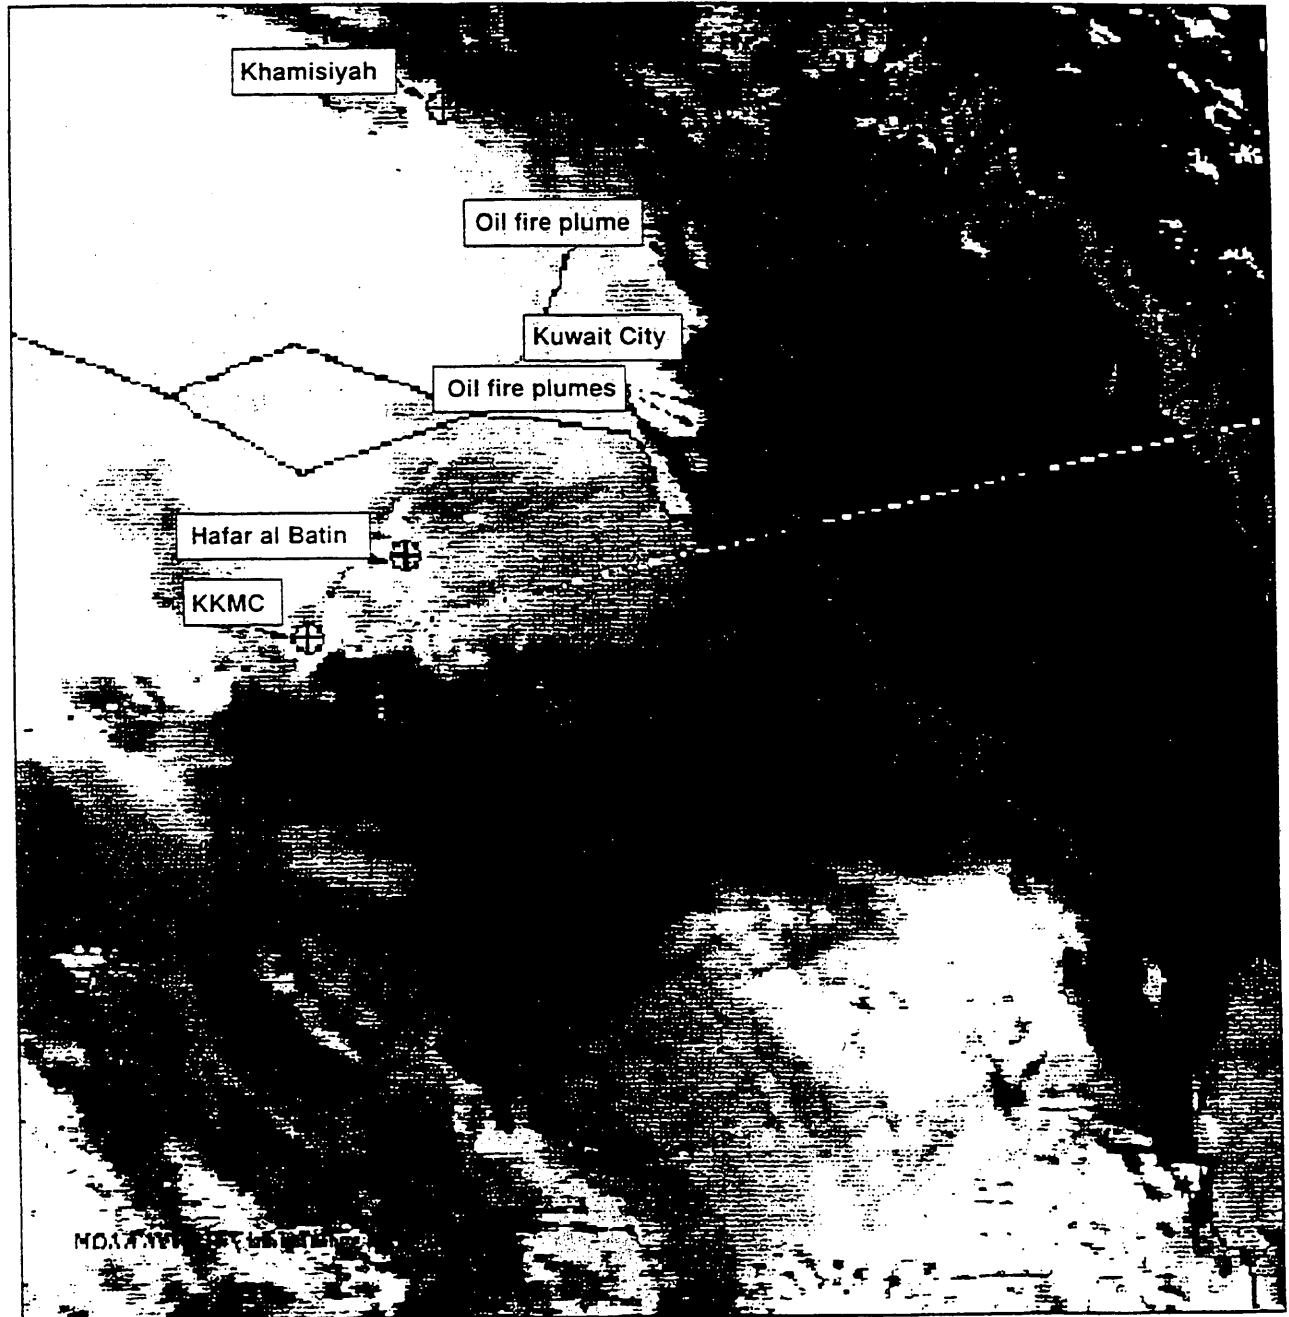 Khamisiyah
Oil fire plume
Kuwait City
Oil fire plumes
Hafar al Batin
KKMC